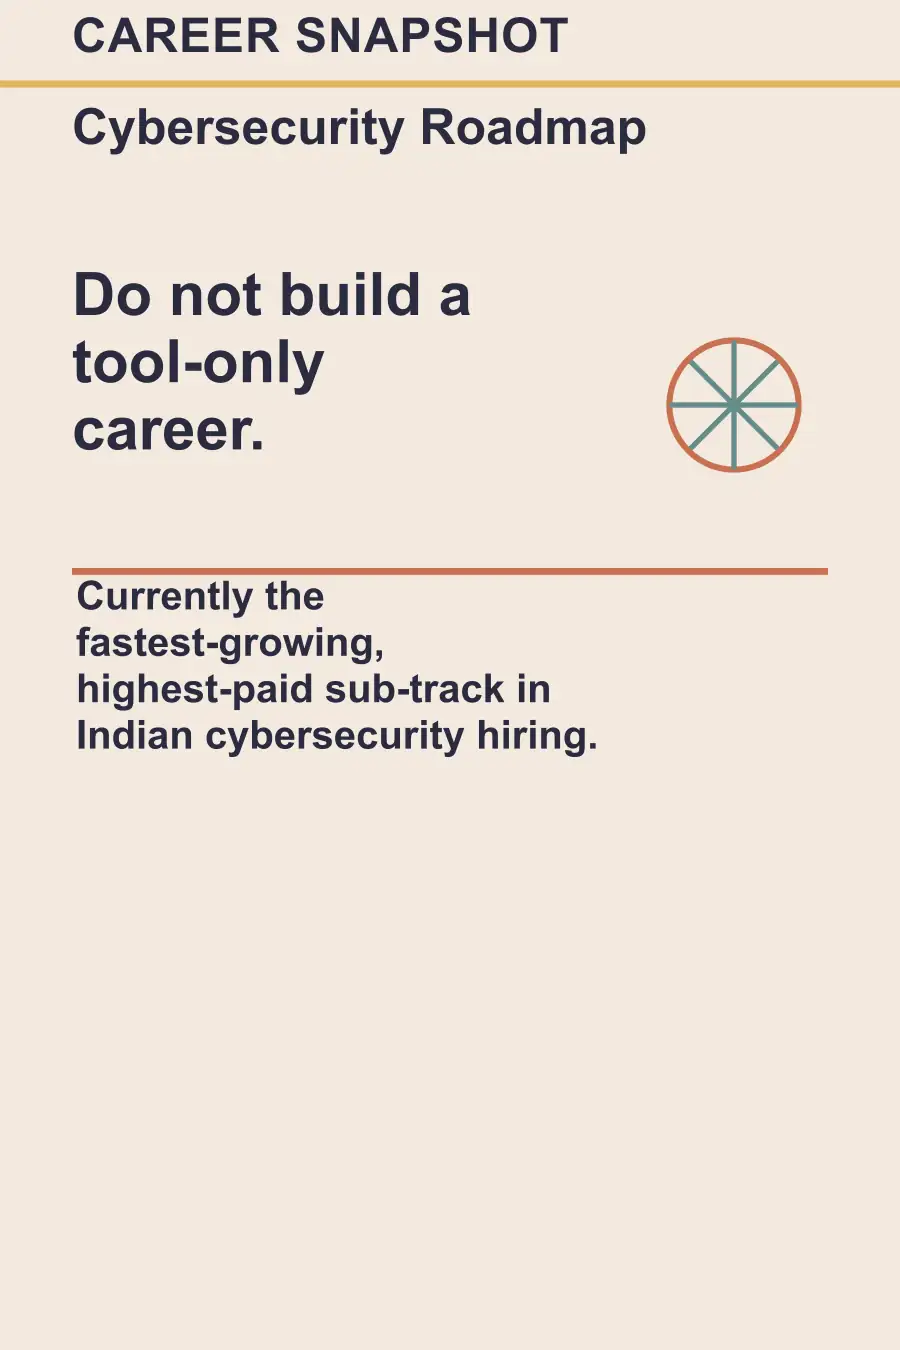 CAREER SNAPSHOT
Cybersecurity Roadmap
Do not build a
tool-only
career.
Currently the
fastest-growing,
highest-paid sub-track in
Indian cybersecurity hiring.